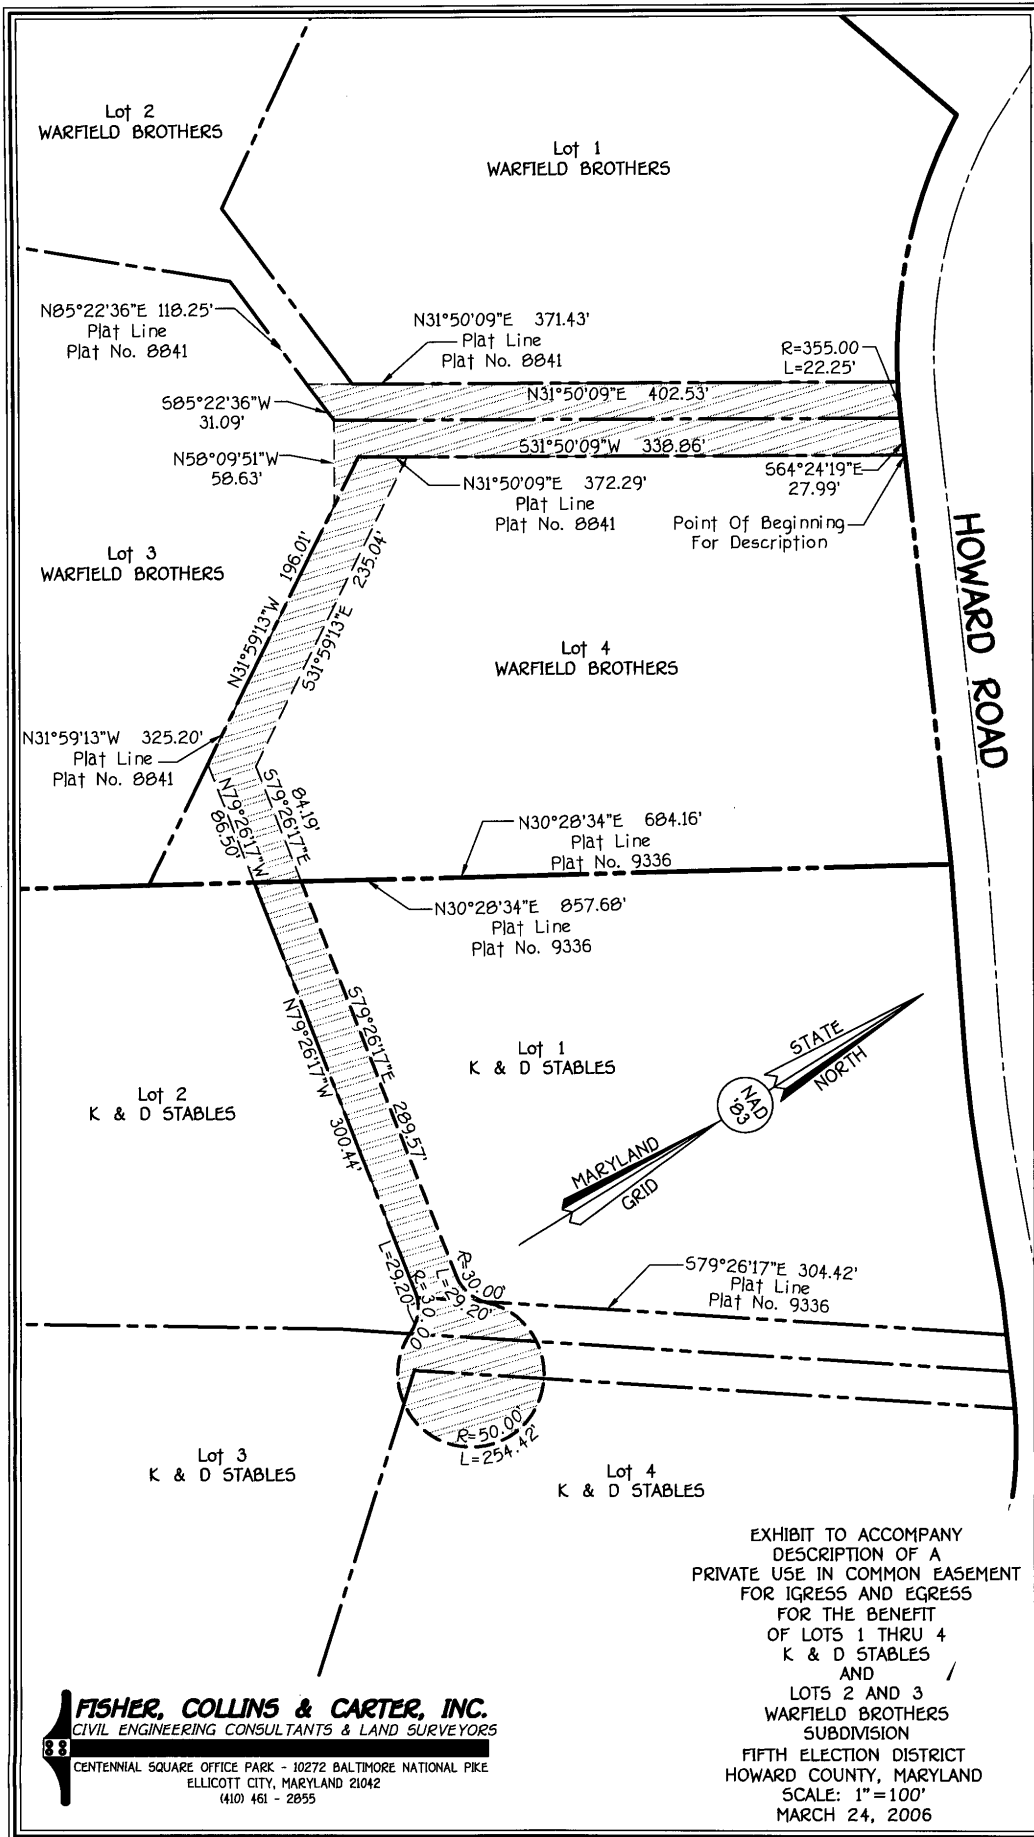 Lot 2
WARFIELD BROTHERS
Lot 1
WARFIELD BROTHERS
N85°22'36"E 118.25'
Plat Line
Plat No. 8841
N31°50'09"E 371.43'
Plat Line
Plat No. 8841
R=355.00
L=22.25'
S85°22'36"W
31.09'
N31°50'09"E 402.53'
N58°09'51"W
58.63'
S31°50'09"W 338.86'
S64°24'19"E
27.99'
N31°50'09"E 372.29'
Plat Line
Plat No. 8841
Point Of Beginning
For Description
HOWARD ROAD
Lot 3
WARFIELD BROTHERS
N31°59'13"W 196.01'
S31°59'13"E 235.04'
Lot 4
WARFIELD BROTHERS
N31°59'13"W 325.20'
Plat Line
Plat No. 8841
N79°26'17"W
86.50'
84.19'
S79°26'17"E
N30°28'34"E 684.16'
Plat Line
Plat No. 9336
N30°28'34"E 857.68'
Plat Line
Plat No. 9336
N79°26'17"W 300.44'
S79°26'17"E 289.57'
Lot 1
K & D STABLES
Lot 2
K & D STABLES
STATE
NORTH
NAD
'83
MARYLAND
GRID
L=29.20'
R=30.00
R=30.00'
L=29.20'
S79°26'17"E 304.42'
Plat Line
Plat No. 9336
R=50.00'
L=254.42'
Lot 3
K & D STABLES
Lot 4
K & D STABLES
EXHIBIT TO ACCOMPANY
DESCRIPTION OF A
PRIVATE USE IN COMMON EASEMENT
FOR IGRESS AND EGRESS
FOR THE BENEFIT
OF LOTS 1 THRU 4
K & D STABLES
AND
LOTS 2 AND 3
WARFIELD BROTHERS
SUBDIVISION
FIFTH ELECTION DISTRICT
HOWARD COUNTY, MARYLAND
SCALE: 1"=100'
MARCH 24, 2006
FISHER, COLLINS & CARTER, INC.
CIVIL ENGINEERING CONSULTANTS & LAND SURVEYORS
CENTENNIAL SQUARE OFFICE PARK - 10272 BALTIMORE NATIONAL PIKE
ELLICOTT CITY, MARYLAND 21042
(410) 461 - 2855